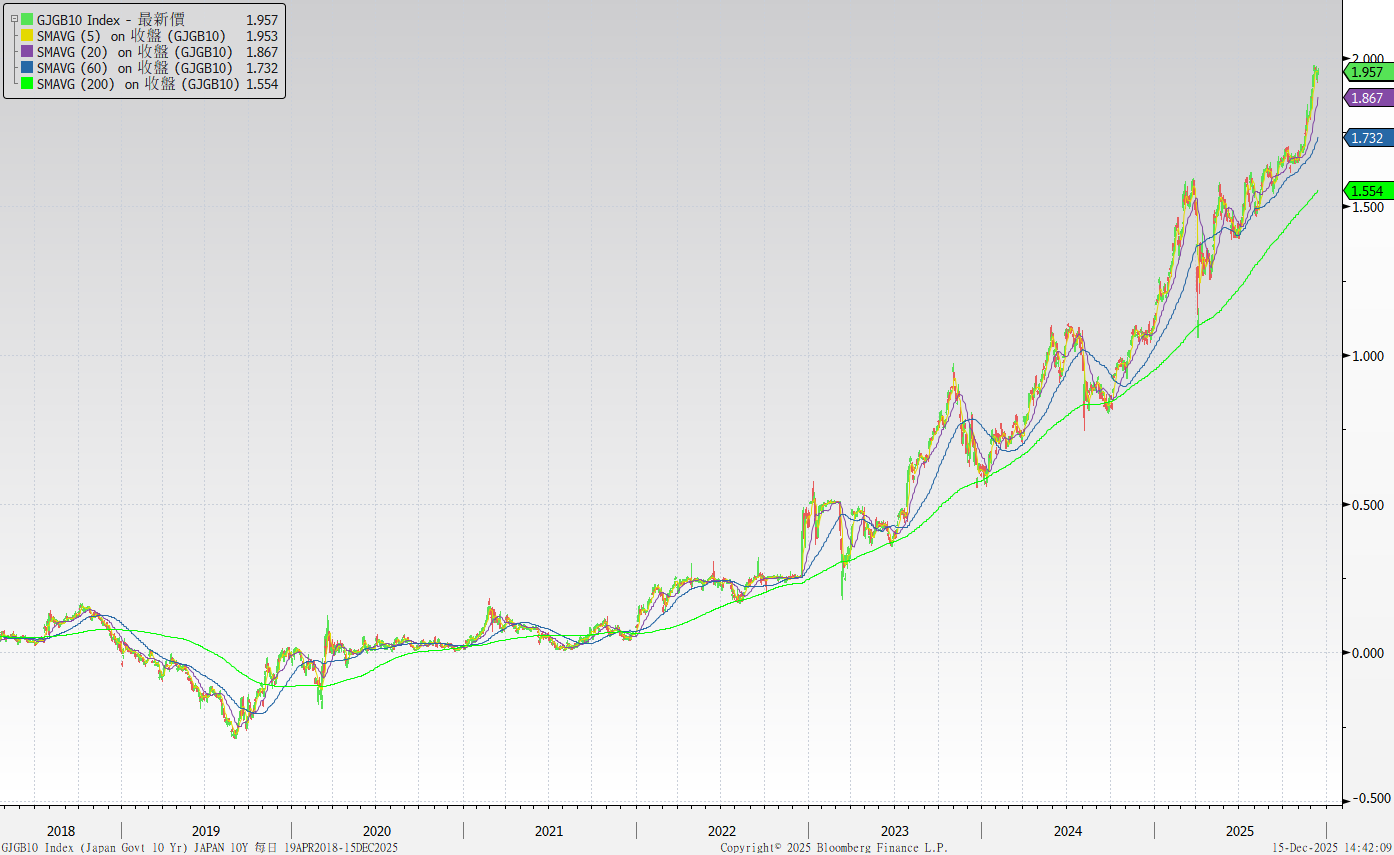 GJGB10 Index - 最新價 1.957
SMAVG (5) on 收盤 (GJGB10) 1.953
SMAVG (20) on 收盤 (GJGB10) 1.867
SMAVG (60) on 收盤 (GJGB10) 1.732
SMAVG (200) on 收盤 (GJGB10) 1.554
2.000
1.957
1.867
1.732
1.554
1.500
1.000
0.500
0.000
-0.500
2018 2019 2020 2021 2022 2023 2024 2025
GJGB10 Index (Japan Govt 10 Yr) JAPAN 10Y 每日 19APR2018-15DEC2025 Copyright© 2025 Bloomberg Finance L.P. 15-Dec-2025 14:42:09